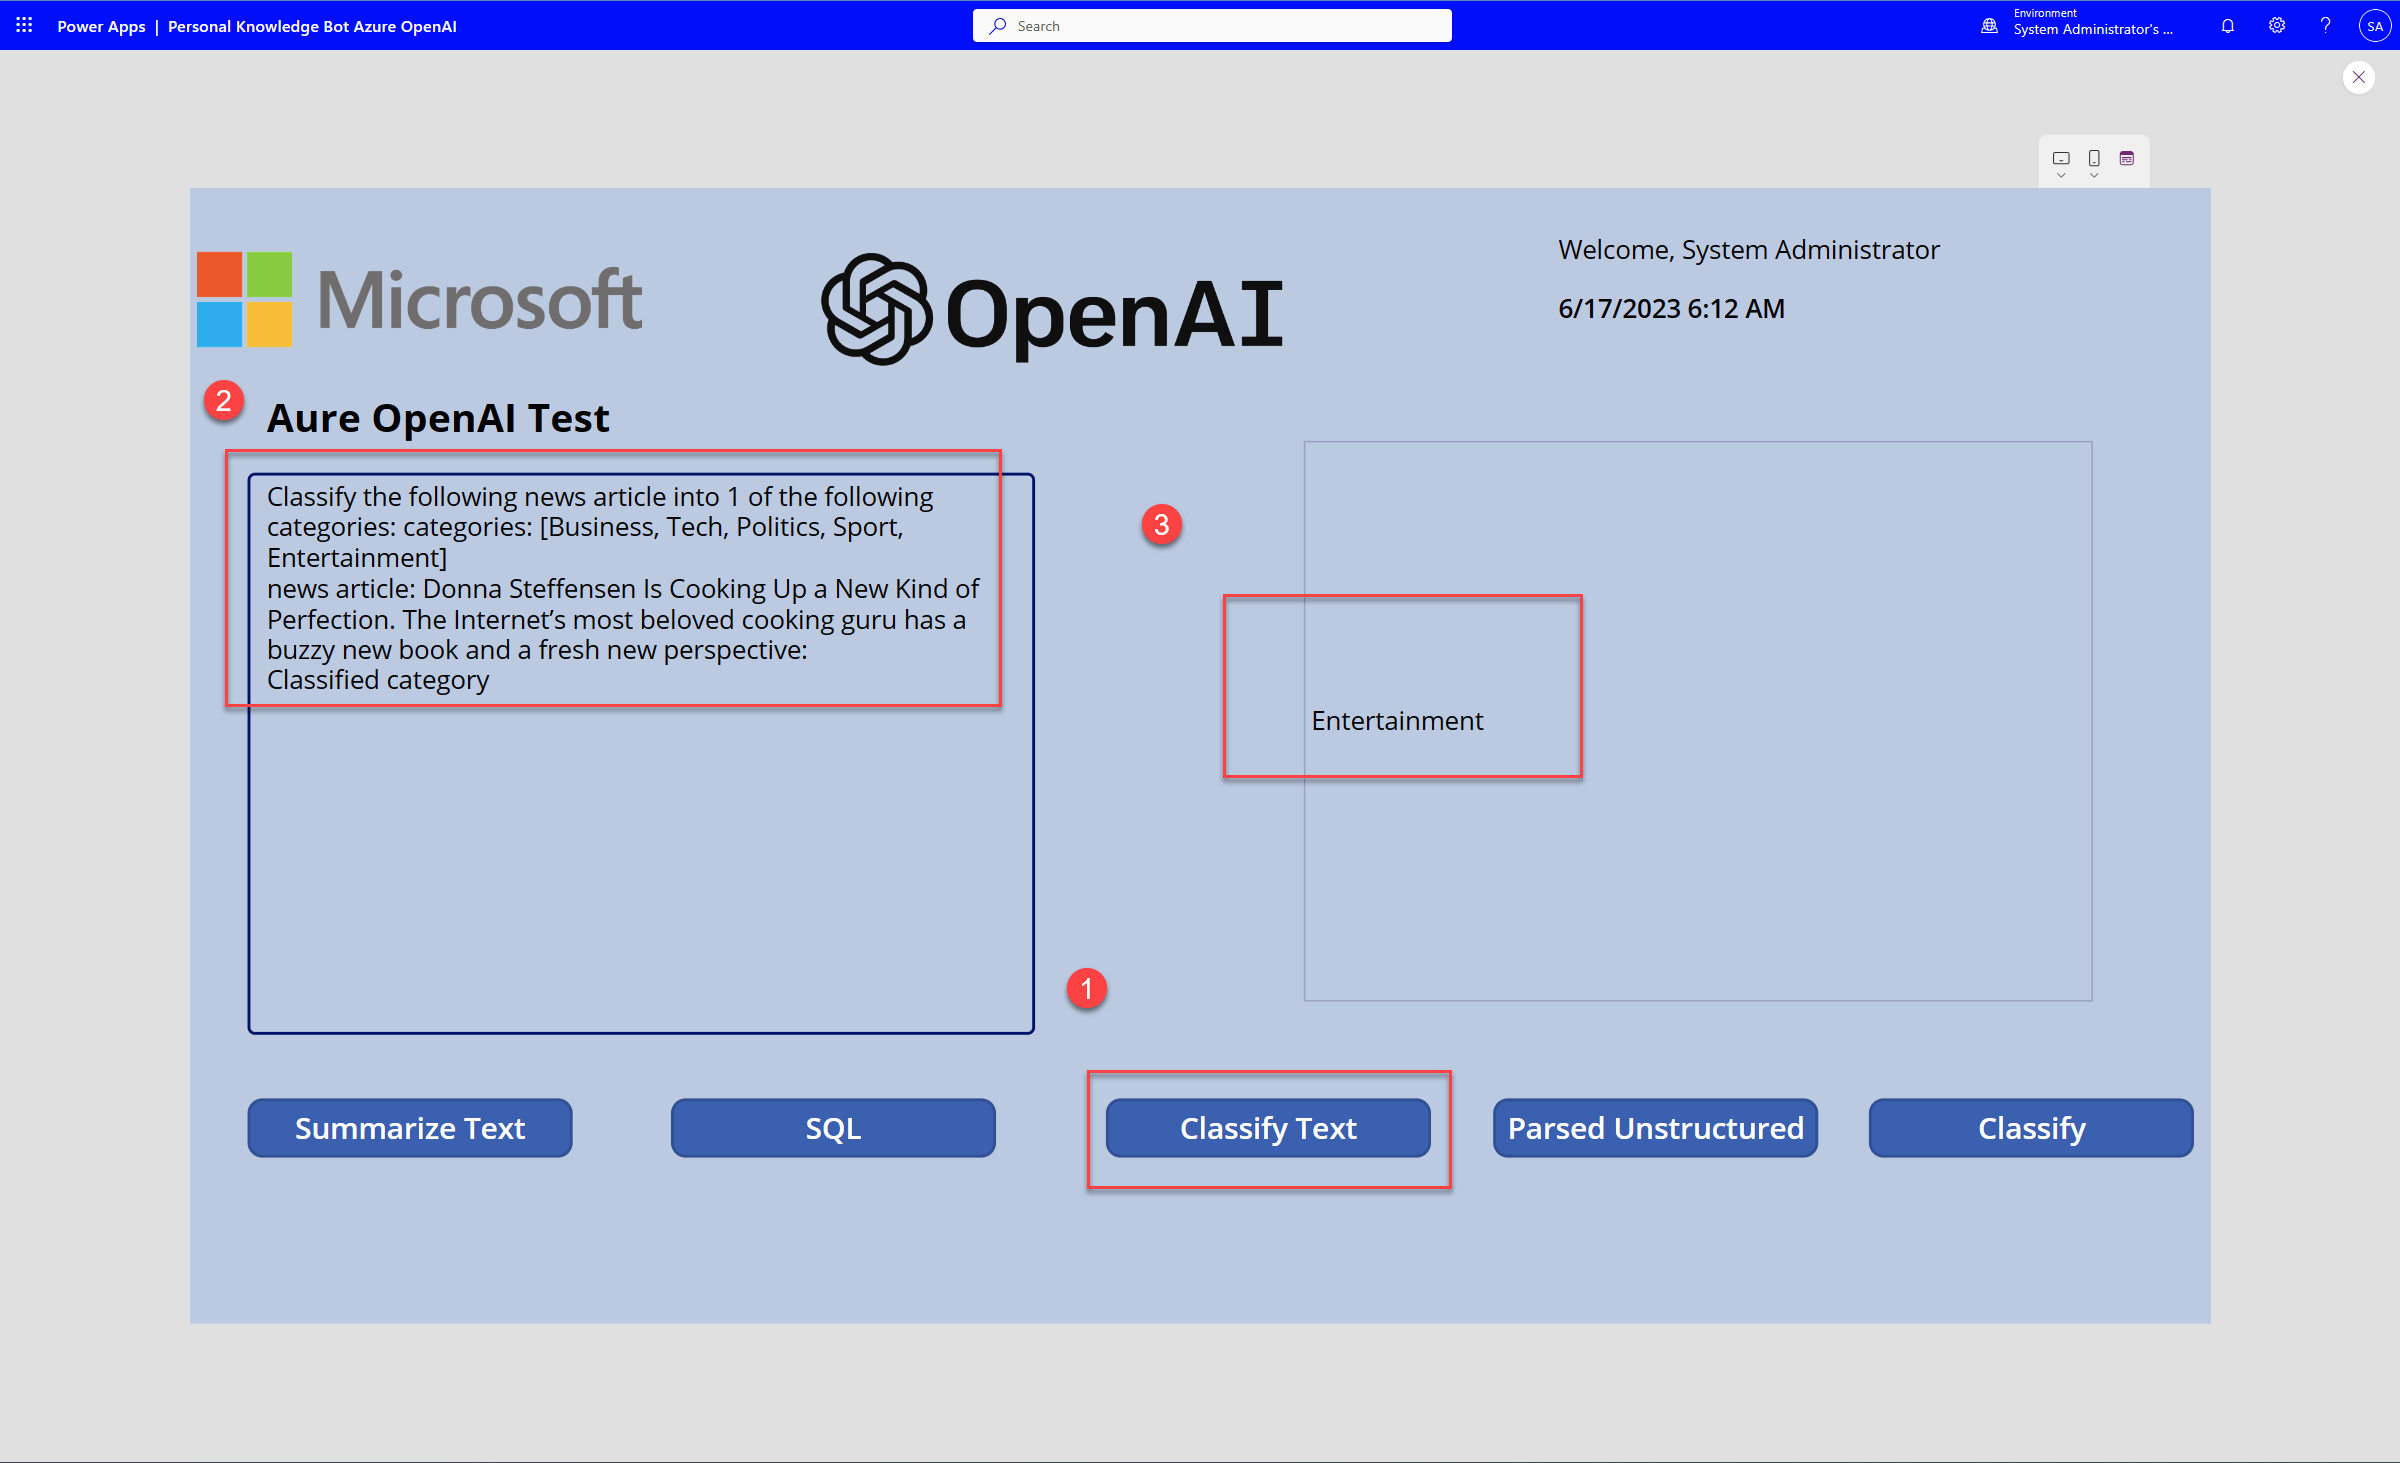 Power Apps | Personal Knowledge Bot Azure OpenAI
Search
Environment
System Administrator's ...
?
SA
Microsoft
OpenAI
Welcome, System Administrator
6/17/2023 6:12 AM
2
Aure OpenAI Test
Classify the following news article into 1 of the following
categories: categories: [Business, Tech, Politics, Sport,
Entertainment]
news article: Donna Steffensen Is Cooking Up a New Kind of
Perfection. The Internet’s most beloved cooking guru has a
buzzy new book and a fresh new perspective:
Classified category
3
Entertainment
1
Summarize Text
SQL
Classify Text
Parsed Unstructured
Classify